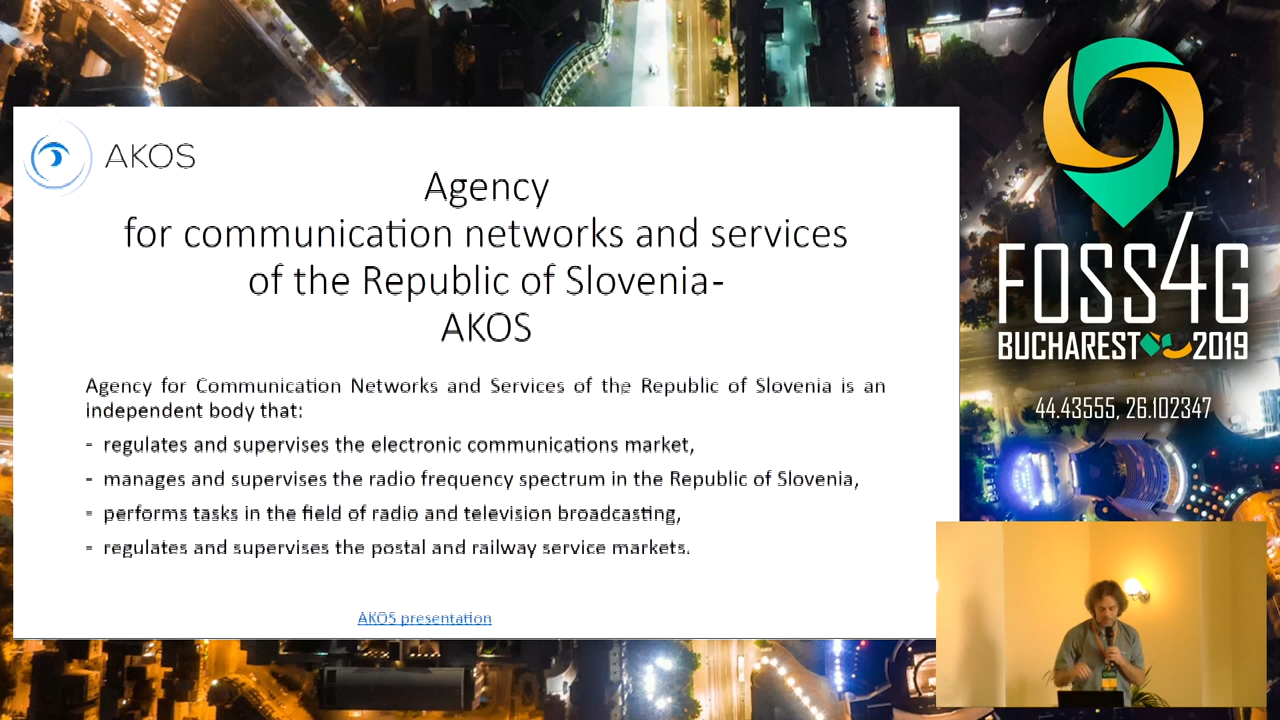 AKOS
Agency
for communication networks and services
of the Republic of Slovenia-
AKOS
Agency for Communication Networks and Services of the Republic of Slovenia is an
independent body that:
- regulates and supervises the electronic communications market,
- manages and supervises the radio frequency spectrum in the Republic of Slovenia,
- performs tasks in the field of radio and television broadcasting,
- regulates and supervises the postal and railway service markets.
AKOS presentation
FOSS4G
BUCHAREST 2019
44.43555, 26.102347